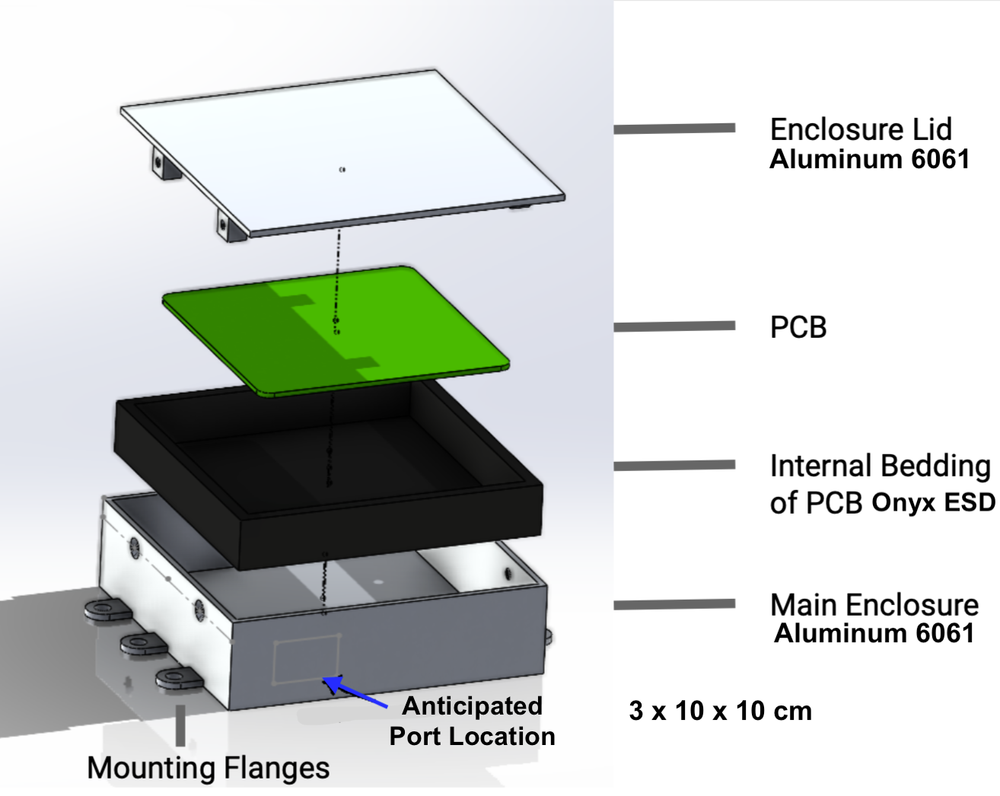 Enclosure Lid
Aluminum 6061
PCB
Internal Bedding
of PCB Onyx ESD
Main Enclosure
Aluminum 6061
Anticipated
Port Location
3 x 10 x 10 cm
Mounting Flanges